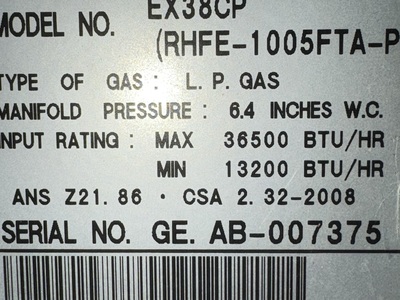 MODEL NO. EX38CP
(RHFE-1005FTA-P
TYPE OF GAS: L. P. GAS
MANIFOLD PRESSURE: 6.4 INCHES W.C.
INPUT RATING: MAX 36500 BTU/HR
MIN 13200 BTU/HR
ANS Z21. 86 · CSA 2. 32-2008
SERIAL NO. GE. AB-007375